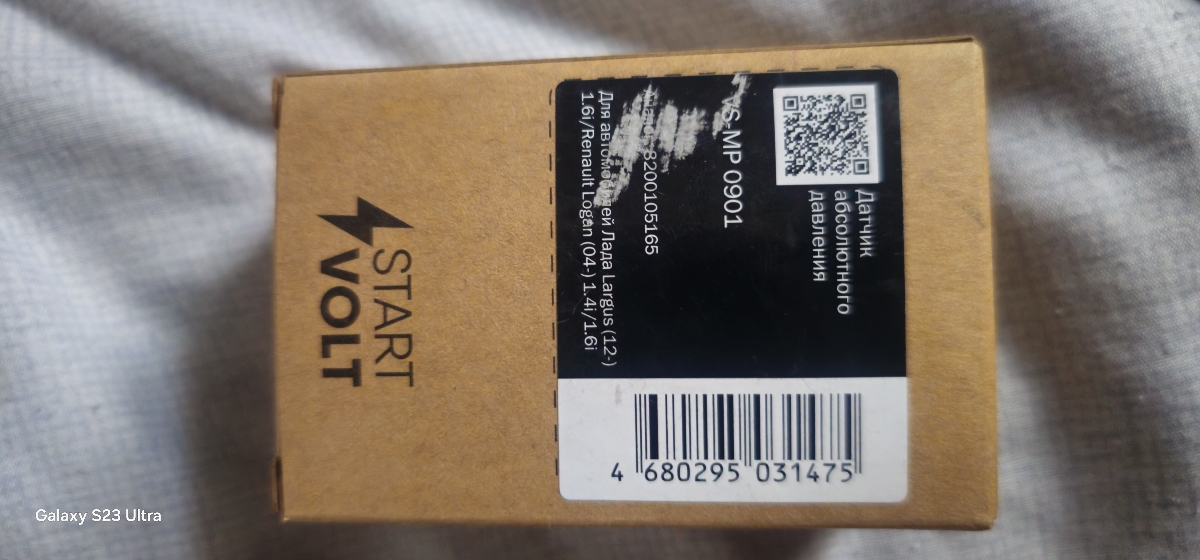 START
VOLT
Датчик
абсолютного
давления
VS-MP 0901
8200105165
Для автомобилей Лада Largus (12-)
1.6i/Renault Logan (04-) 1.4i/1.6i
4 680295 031475
Galaxy S23 Ultra